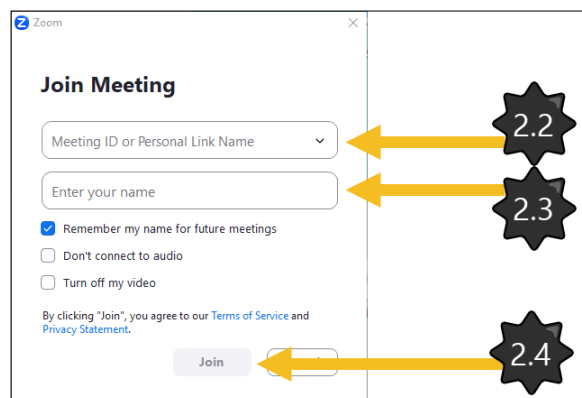 Zoom
Join Meeting
Meeting ID or Personal Link Name
2.2
Enter your name
2.3
Remember my name for future meetings
Don't connect to audio
Turn off my video
By clicking "Join", you agree to our Terms of Service and
Privacy Statement.
Join
2.4